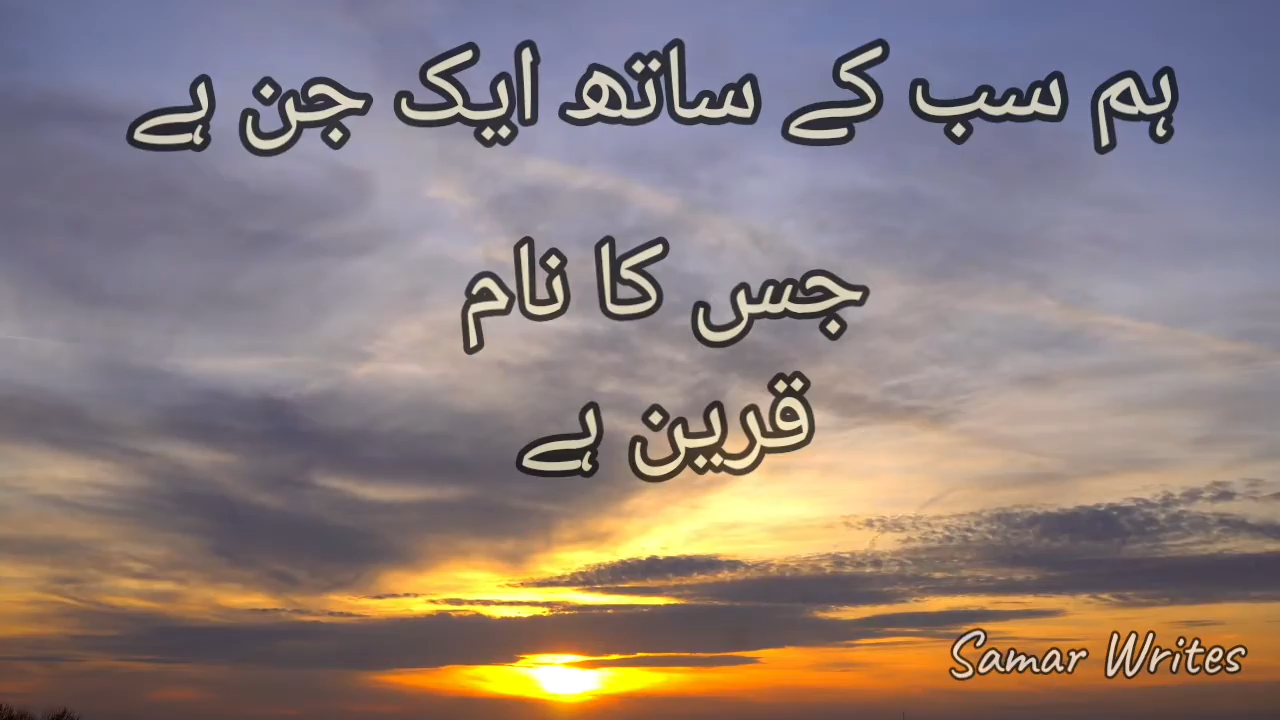 ہم سب کے ساتھ ایک جن ہے
جس کا نام
قرین ہے
Samar Writes